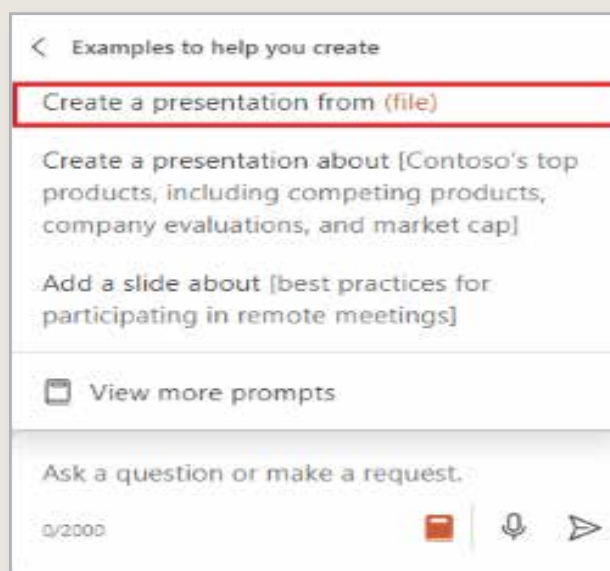 Examples to help you create
Create a presentation from (file)
Create a presentation about [Contoso's top
products, including competing products,
company evaluations, and market cap]
Add a slide about [best practices for
participating in remote meetings]
View more prompts
Ask a question or make a request.
0/2000